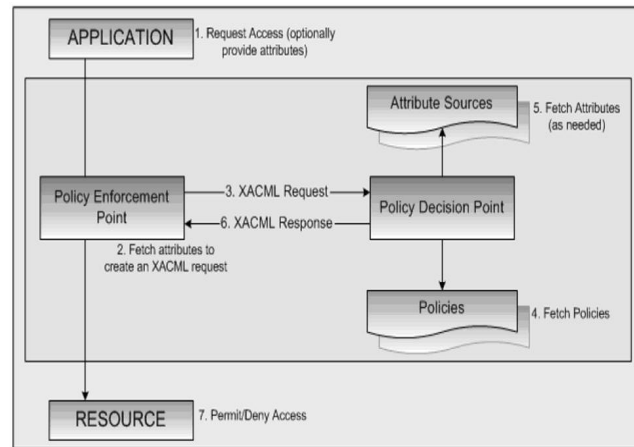 APPLICATION
1. Request Access (optionally
provide attributes)
Attribute Sources
5. Fetch Attributes
(as needed)
Policy Enforcement
Point
3. XACML Request
6. XACML Response
Policy Decision Point
2. Fetch attributes to
create an XACML request
Policies
4. Fetch Policies
RESOURCE
7. Permit/Deny Access